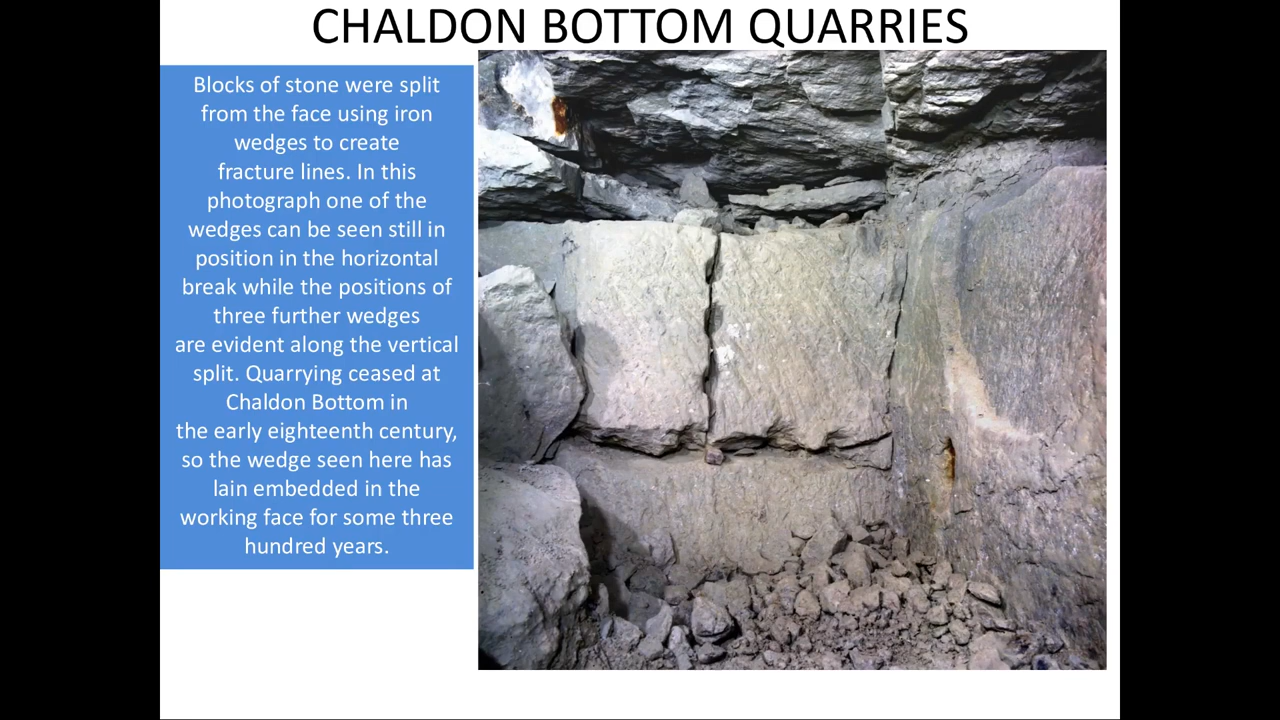 CHALDON BOTTOM QUARRIES
Blocks of stone were split
from the face using iron
wedges to create
fracture lines. In this
photograph one of the
wedges can be seen still in
position in the horizontal
break while the positions of
three further wedges
are evident along the vertical
split. Quarrying ceased at
Chaldon Bottom in
the early eighteenth century,
so the wedge seen here has
lain embedded in the
working face for some three
hundred years.